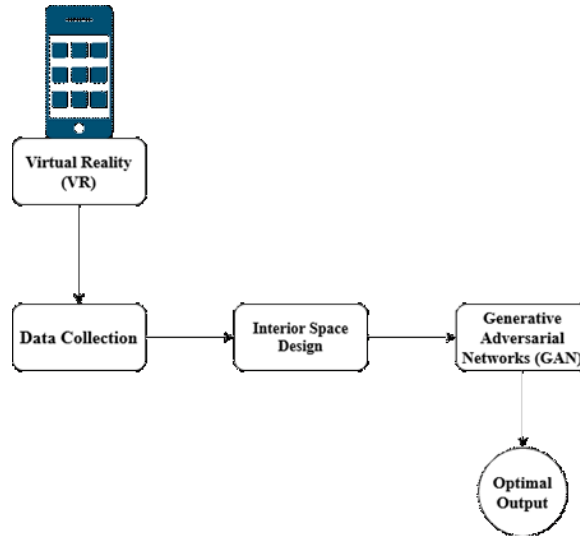 Virtual Reality
(VR)
Data Collection
Interior Space
Design
Generative
Adversarial
Networks (GAN)
Optimal
Output